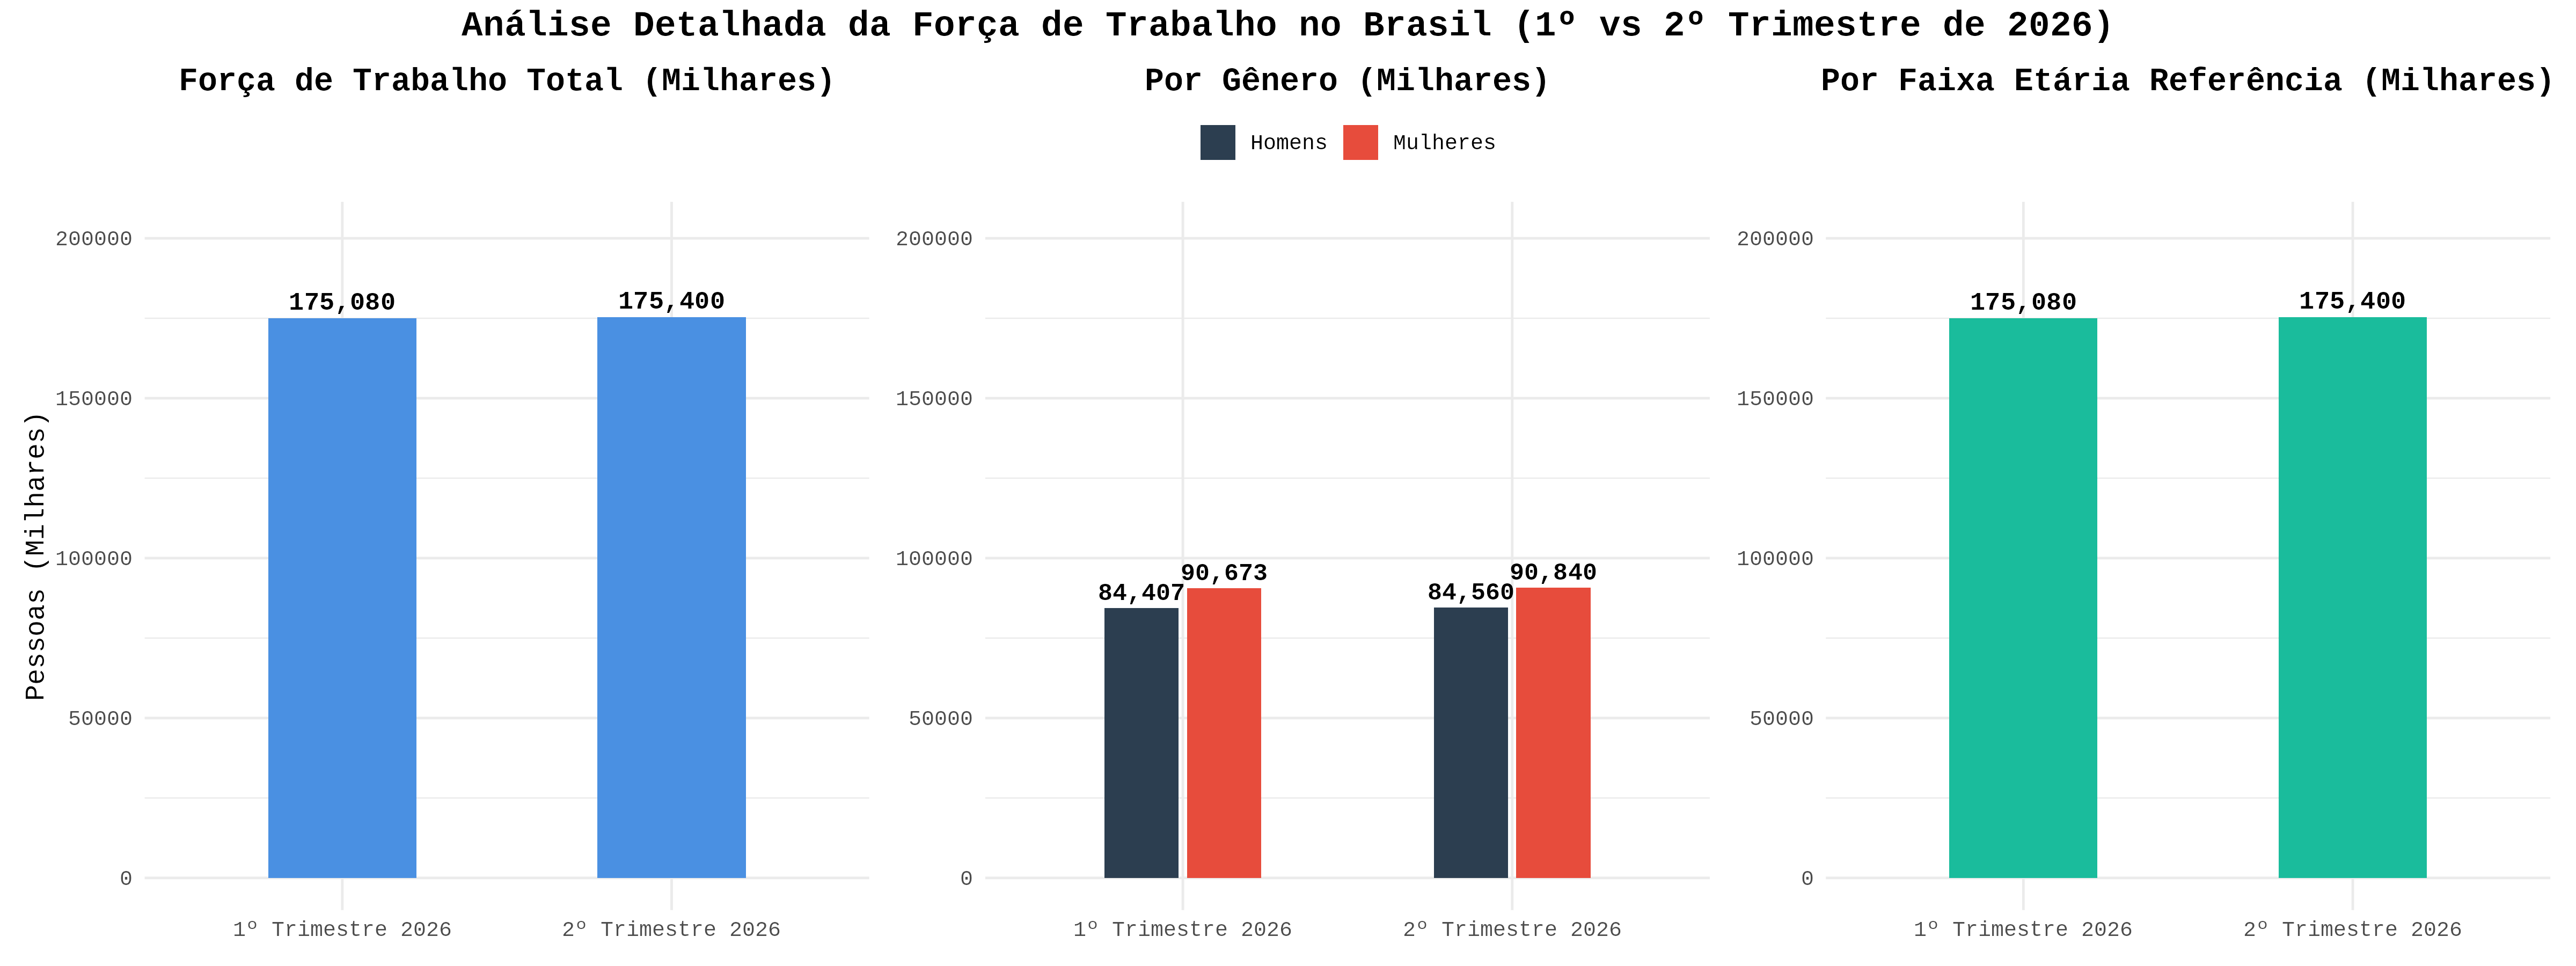 Análise Detalhada da Força de Trabalho no Brasil (1º vs 2º Trimestre de 2026)
Força de Trabalho Total (Milhares)
Pessoas (Milhares)
200000
150000
100000
50000
0
175,080
175,400
1º Trimestre 2026
2º Trimestre 2026
Por Gênero (Milhares)
Homens
Mulheres
200000
150000
100000
50000
0
84,407
90,673
84,560
90,840
1º Trimestre 2026
2º Trimestre 2026
Por Faixa Etária Referência (Milhares)
200000
150000
100000
50000
0
175,080
175,400
1º Trimestre 2026
2º Trimestre 2026